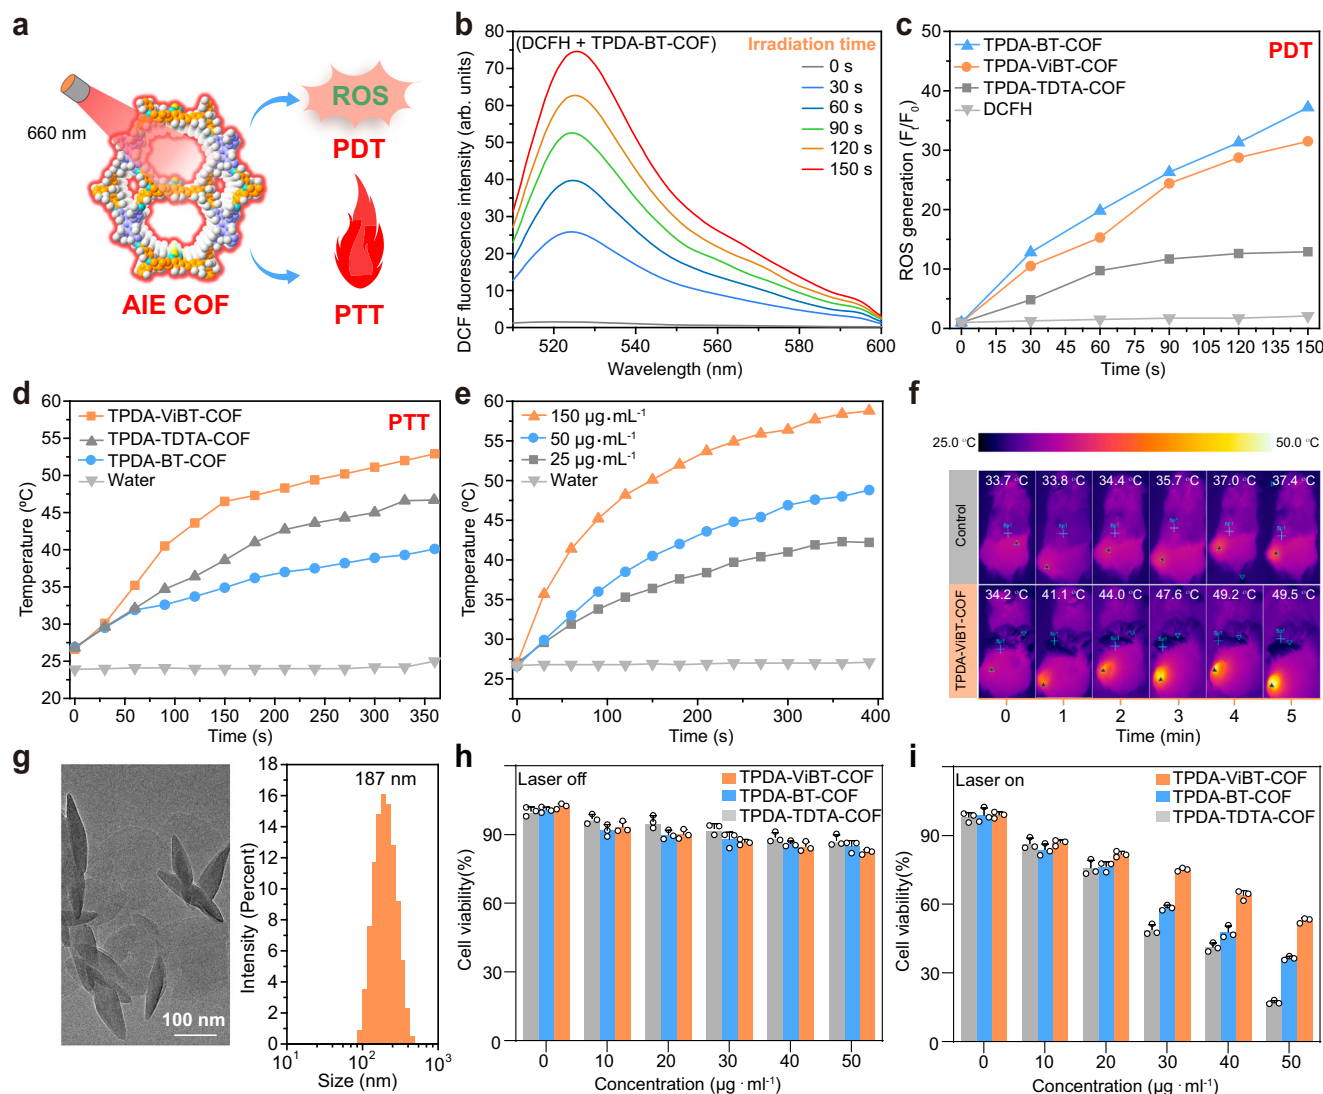 a
660 nm
ROS
PDT
PTT
AIE COF
b
(DCFH + TPDA-BT-COF)
Irradiation time
0 s
30 s
60 s
90 s
120 s
150 s
80
75
70
60
50
40
30
20
10
0
520 540 560 580 600
DCF fluorescence intensity (arb. units)
Wavelength (nm)
c
PDT
TPDA-BT-COF
TPDA-ViBT-COF
TPDA-TDTA-COF
DCFH
50
40
30
20
10
0
0 15 30 45 60 75 90 105 120 135 150
ROS generation (F/F0)
Time (s)
d
PTT
TPDA-ViBT-COF
TPDA-TDTA-COF
TPDA-BT-COF
Water
60
55
50
45
40
35
30
25
20
0 50 100 150 200 250 300 350
Temperature (ºC)
Time (s)
e
150 µg·mL-1
50 µg·mL-1
25 µg·mL-1
Water
60
55
50
45
40
35
30
25
0 100 200 300 400
Temperature (ºC)
Time (s)
f
25.0 °C
50.0 °C
Control
33.7 °C 33.8 °C 34.4 °C 35.7 °C 37.0 °C 37.4 °C
TPDA-ViBT-COF
34.2 °C 41.1 °C 44.0 °C 47.6 °C 49.2 °C 49.5 °C
0 1 2 3 4 5
Time (min)
g
100 nm
187 nm
18
16
14
12
10
8
6
4
2
0
101 102 103
Intensity (Percent)
Size (nm)
h
Laser off
TPDA-ViBT-COF
TPDA-BT-COF
TPDA-TDTA-COF
90
60
30
0
0 10 20 30 40 50
Cell viability(%)
Concentration (µg · ml-1)
i
Laser on
TPDA-ViBT-COF
TPDA-BT-COF
TPDA-TDTA-COF
90
60
30
0
0 10 20 30 40 50
Cell viability(%)
Concentration (µg · ml-1)